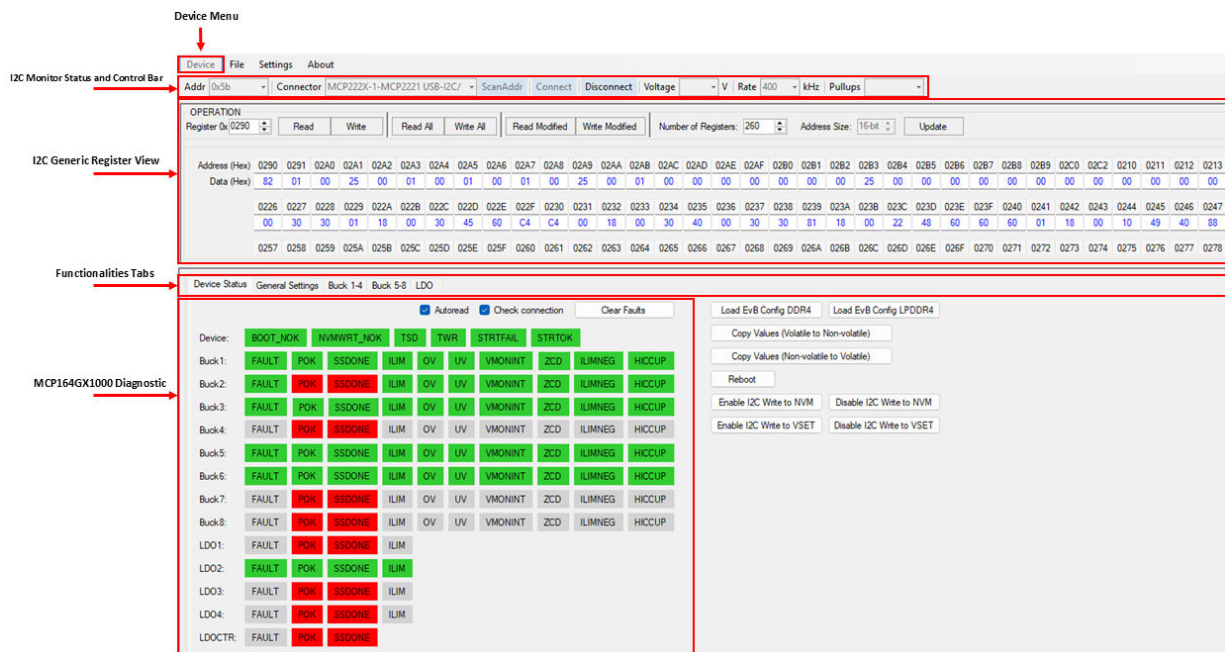 Device Menu
Device File Settings About
I2C Monitor Status and Control Bar
Addr 0x5b Connector MCP222X-1-MCP2221 USB-I2C/ ScanAddr Connect Disconnect Voltage V Rate 400 kHz Pullups
OPERATION
Register 0x 0290 Read Write Read All Write All Read Modified Write Modified Number of Registers: 260 Address Size: 16-bit Update
I2C Generic Register View
Address (Hex) 0290 0291 02A0 02A1 02A2 02A3 02A4 02A5 02A6 02A7 02A8 02A9 02AA 02AB 02AC 02AD 02AE 02AF 02B0 02B1 02B2 02B3 02B4 02B5 02B6 02B7 02B8 02B9 02C0 02C2 0210 0211 0212 0213
Data (Hex) 82 01 00 25 00 01 00 01 00 01 00 25 00 01 00 00 00 00 00 00 00 25 00 00 00 00 00 00 00 00 00 00 00 00
0226 0227 0228 0229 022A 022B 022C 022D 022E 022F 0230 0231 0232 0233 0234 0235 0236 0237 0238 0239 023A 023B 023C 023D 023E 023F 0240 0241 0242 0243 0244 0245 0246 0247
00 30 30 01 18 00 30 45 60 C4 C4 00 18 00 30 40 00 30 30 81 18 00 22 48 60 60 60 01 18 00 10 49 40 88
0257 0258 0259 025A 025B 025C 025D 025E 025F 0260 0261 0262 0263 0264 0265 0266 0267 0268 0269 026A 026B 026C 026D 026E 026F 0270 0271 0272 0273 0274 0275 0276 0277 0278
Functionalities Tabs
Device Status General Settings Buck 1-4 Buck 5-8 LDO
Autoread Check connection Clear Faults Load EvB Config DDR4 Load EvB Config LPDDR4
Device: BOOT_NOK NVMWRT_NOK TSD TWR STRTFAIL STRTOK Copy Values (Volatile to Non-volatile)
Buck1: FAULT POK SSDONE ILIM OV UV VMONINT ZCD ILIMNEG HICCUP Copy Values (Non-volatile to Volatile)
MCP164GX1000 Diagnostic
Buck2: FAULT POK SSDONE ILIM OV UV VMONINT ZCD ILIMNEG HICCUP Reboot
Buck3: FAULT POK SSDONE ILIM OV UV VMONINT ZCD ILIMNEG HICCUP Enable I2C Write to NVM Disable I2C Write to NVM
Buck4: FAULT POK SSDONE ILIM OV UV VMONINT ZCD ILIMNEG HICCUP Enable I2C Write to VSET Disable I2C Write to VSET
Buck5: FAULT POK SSDONE ILIM OV UV VMONINT ZCD ILIMNEG HICCUP
Buck6: FAULT POK SSDONE ILIM OV UV VMONINT ZCD ILIMNEG HICCUP
Buck7: FAULT POK SSDONE ILIM OV UV VMONINT ZCD ILIMNEG HICCUP
Buck8: FAULT POK SSDONE ILIM OV UV VMONINT ZCD ILIMNEG HICCUP
LDO1: FAULT POK SSDONE ILIM
LDO2: FAULT POK SSDONE ILIM
LDO3: FAULT POK SSDONE ILIM
LDO4: FAULT POK SSDONE ILIM
LDOCTR: FAULT POK SSDONE